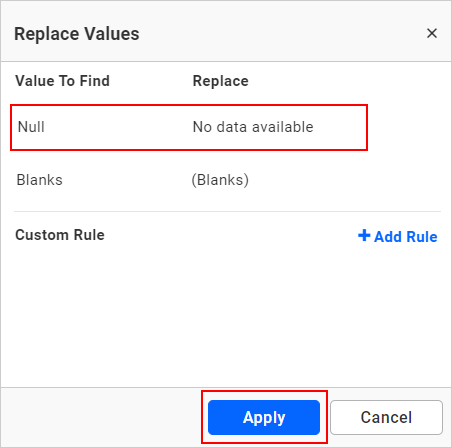 Replace Values ×
Value To Find Replace
Null No data available
Blanks (Blanks)
Custom Rule + Add Rule
Apply Cancel